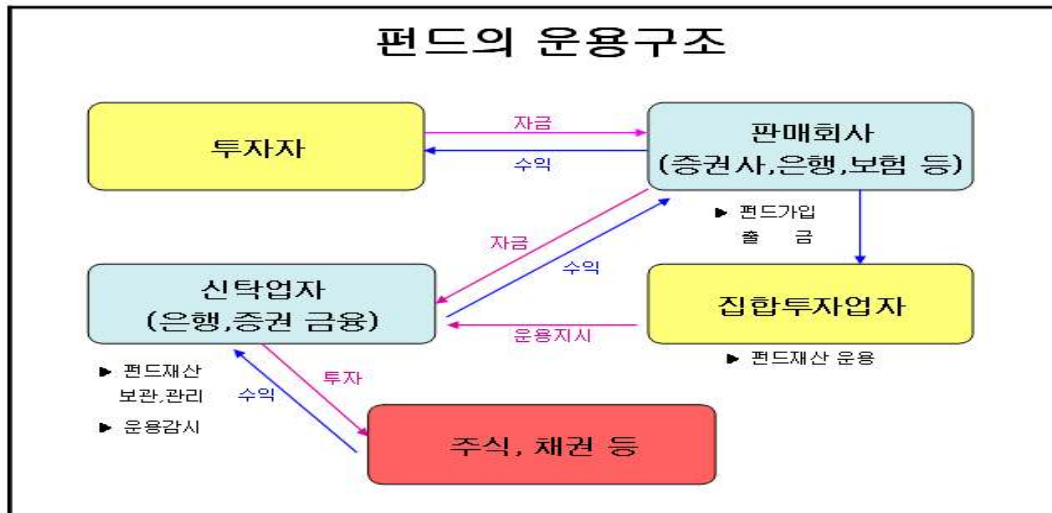 펀드의 운용구조
투자자
자금
수익
판매회사
(증권사,은행,보험 등)
▶ 펀드가입
출 금
자금
수익
신탁업자
(은행,증권 금융)
운용지시
집합투자업자
▶ 펀드재산 운용
▶ 펀드재산
보관,관리
▶ 운용감시
수익
투자
주식, 채권 등